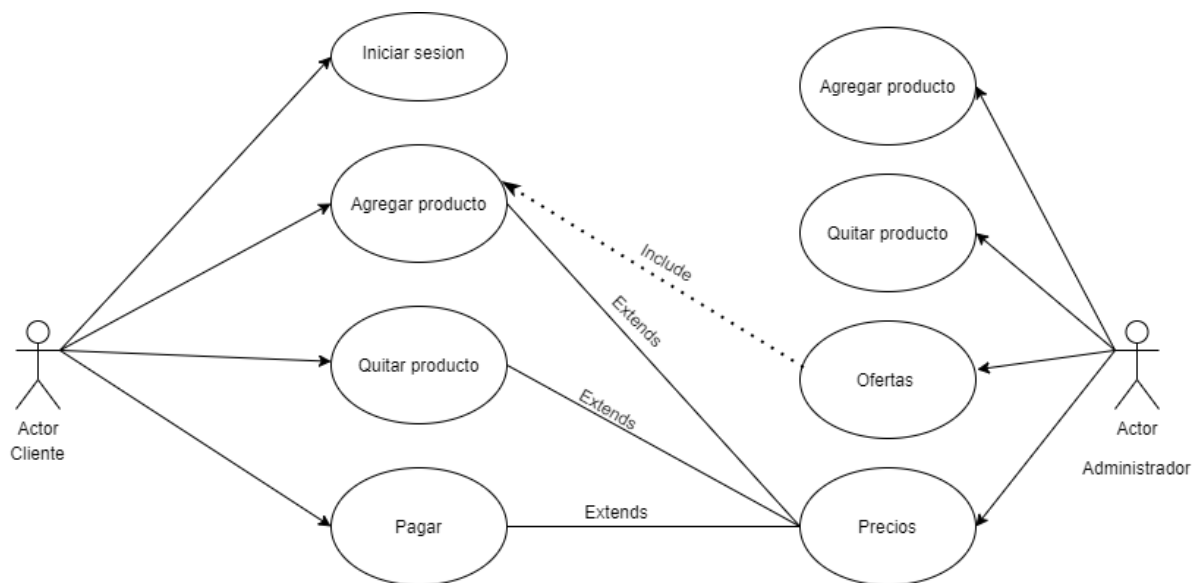 Iniciar sesion
Agregar producto
Agregar producto
Quitar producto
Include
Extends
Quitar producto
Ofertas
Extends
Actor
Cliente
Actor
Administrador
Pagar
Extends
Precios